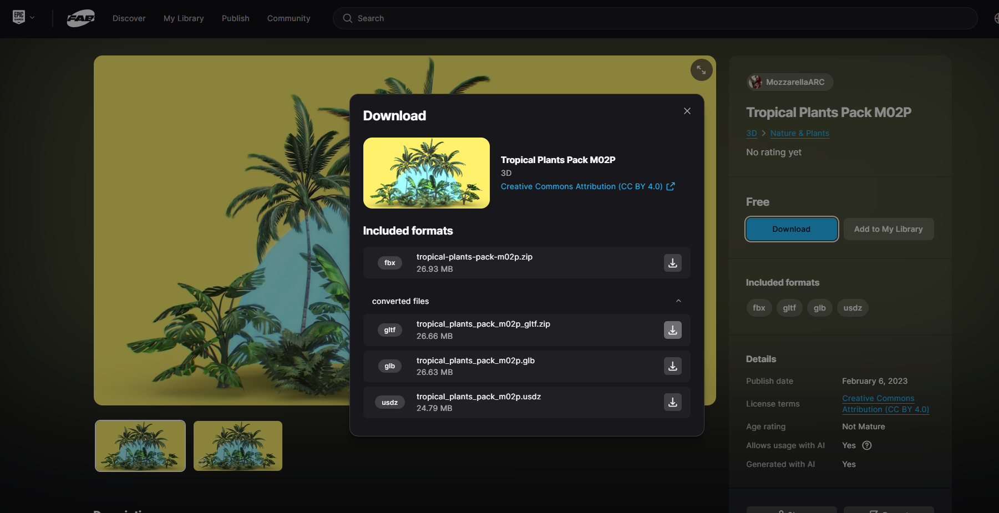 EPIC GAMES
FAB
Discover
My Library
Publish
Community
Search
MozzarellaARC
Tropical Plants Pack M02P
3D
Nature & Plants
No rating yet
Free
Download
Add to My Library
Included formats
fbx
gltf
glb
usdz
Details
Publish date
February 6, 2023
License terms
Creative Commons
Attribution (CC BY 4.0)
Age rating
Not Mature
Allows usage with AI
Yes
Generated with AI
Yes
Download
Tropical Plants Pack M02P
3D
Creative Commons Attribution (CC BY 4.0)
Included formats
fbx
tropical-plants-pack-m02p.zip
26.93 MB
converted files
gltf
tropical_plants_pack_m02p_gltf.zip
26.66 MB
glb
tropical_plants_pack_m02p.glb
26.63 MB
usdz
tropical_plants_pack_m02p.usdz
24.79 MB